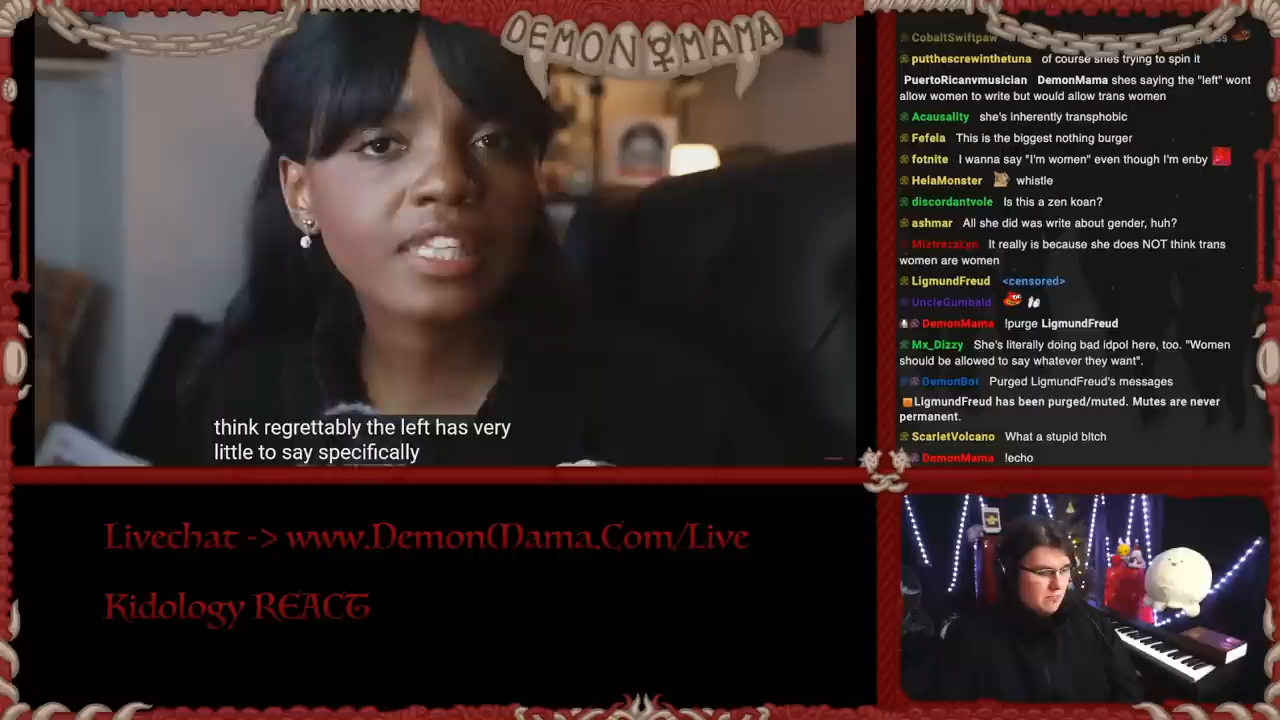 DEMON MAMA
CobaltSwiftpaw
putthescrewinthetuna of course shes trying to spin it
PuertoRicanvmusician DemonMama shes saying the "left" wont
allow women to write but would allow trans women
Acausality she's inherently transphobic
Fefela This is the biggest nothing burger
fotnite I wanna say "I'm women" even though I'm enby
HelaMonster whistle
discordantvole Is this a zen koan?
ashmar All she did was write about gender, huh?
MiztrezaLyn It really is because she does NOT think trans
women are women
LigmundFreud <censored>
UncleGumbald
DemonMama !purge LigmundFreud
Mx_Dizzy She's literally doing bad idpol here, too. "Women
should be allowed to say whatever they want".
DemonBot Purged LigmundFreud's messages
LigmundFreud has been purged/muted. Mutes are never
permanent.
ScarletVolcano What a stupid bItch
DemonMama !echo
think regrettably the left has very
little to say specifically
Livechat -> www.DemonMama.Com/Live
Kidology REACT